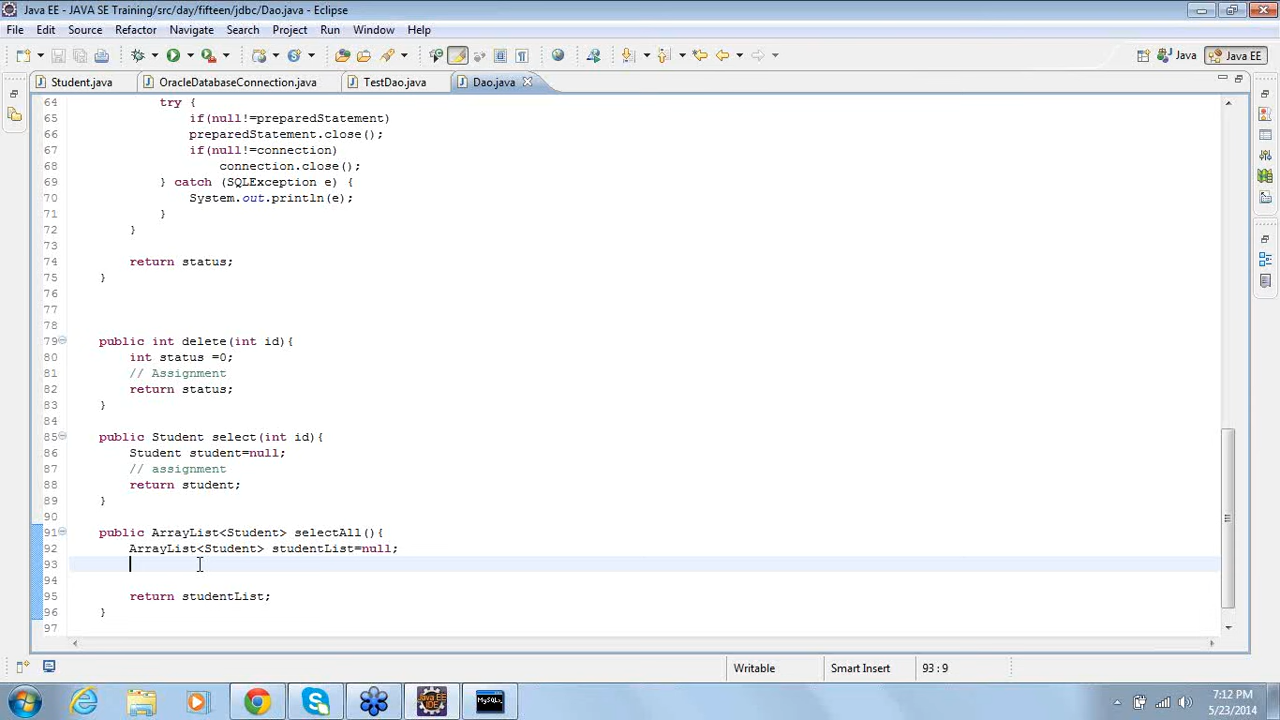 Java EE - JAVA SE Training/src/day/fifteen/jdbc/Dao.java - Eclipse
File Edit Source Refactor Navigate Search Project Run Window Help
Java Java EE
Student.java OracleDatabaseConnection.java TestDao.java Dao.java
64 try {
65 if(null!=preparedStatement)
66 preparedStatement.close();
67 if(null!=connection)
68 connection.close();
69 } catch (SQLException e) {
70 System.out.println(e);
71 }
72 }
73
74 return status;
75 }
76
77
78
79 public int delete(int id){
80 int status =0;
81 // Assignment
82 return status;
83 }
84
85 public Student select(int id){
86 Student student=null;
87 // assignment
88 return student;
89 }
90
91 public ArrayList<Student> selectAll(){
92 ArrayList<Student> studentList=null;
93
94
95 return studentList;
96 }
97
Writable Smart Insert 93 : 9
Java EE
IDE
MySQL
7:12 PM
5/23/2014